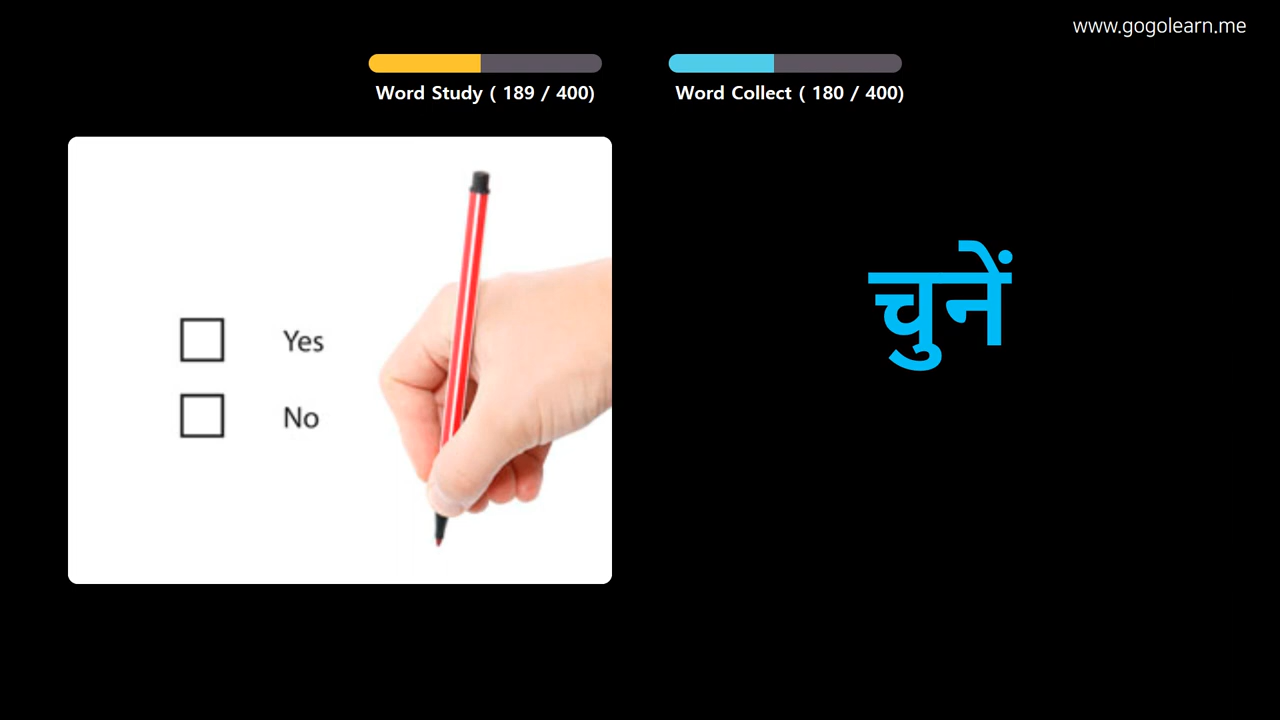 www.gogolearn.me
Word Study ( 189 / 400)
Word Collect ( 180 / 400)
Yes
No
चुनें